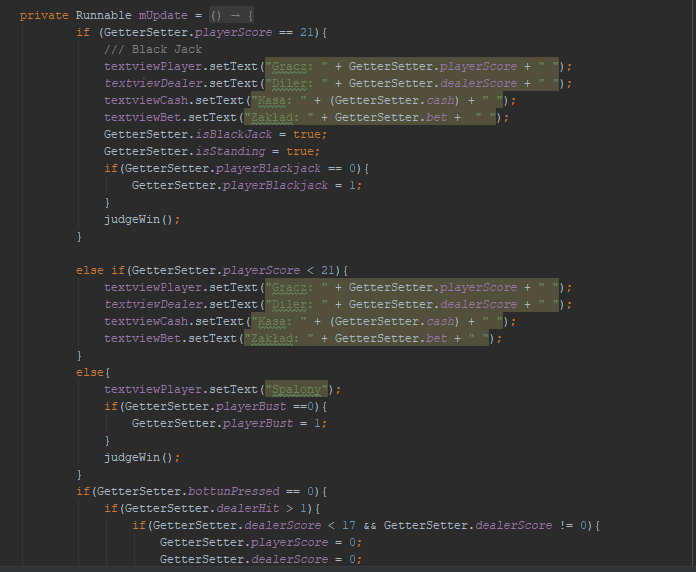 private Runnable mUpdate = () → {
if (GetterSetter.playerScore == 21){
/// Black Jack
textviewPlayer.setText("Gracz: " + GetterSetter.playerScore + " ");
textviewDealer.setText("Diler: " + GetterSetter.dealerScore + " ");
textviewCash.setText("Kasa: " + (GetterSetter.cash) + " ");
textviewBet.setText("Zakład: " + GetterSetter.bet +  " ");
GetterSetter.isBlackJack = true;
GetterSetter.isStanding = true;
if(GetterSetter.playerBlackjack == 0){
GetterSetter.playerBlackjack = 1;
}
judgeWin();
}
else if(GetterSetter.playerScore < 21){
textviewPlayer.setText("Gracz: " + GetterSetter.playerScore + " ");
textviewDealer.setText("Diler: " + GetterSetter.dealerScore + " ");
textviewCash.setText("Kasa: " + (GetterSetter.cash) + " ");
textviewBet.setText("Zakład: " + GetterSetter.bet + " ");
}
else{
textviewPlayer.setText("Spalony");
if(GetterSetter.playerBust ==0){
GetterSetter.playerBust = 1;
}
judgeWin();
}
if(GetterSetter.bottunPressed == 0){
if(GetterSetter.dealerHit > 1){
if(GetterSetter.dealerScore < 17 && GetterSetter.dealerScore != 0){
GetterSetter.playerScore = 0;
GetterSetter.dealerScore = 0;